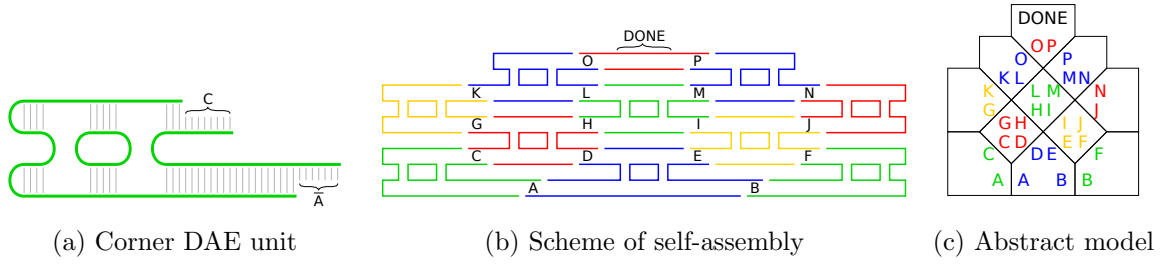 C
A
DONE
O P
K L M N
G H I J
C D E F
A B
DONE
O P
O P
K L M N
K L M N
G H I J
G H I J
C D E F
C D E F
A A B B
(a) Corner DAE unit
(b) Scheme of self-assembly
(c) Abstract model